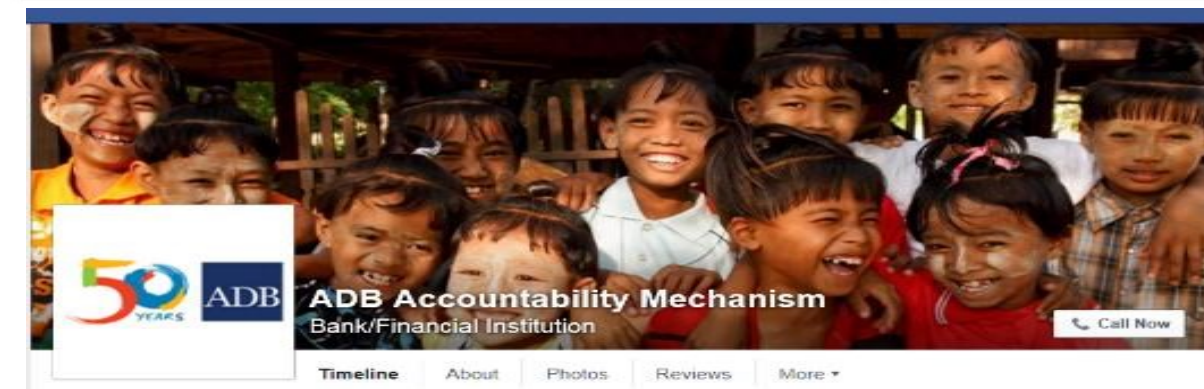 50
YEARS
ADB
ADB Accountability Mechanism
Bank/Financial Institution
Call Now
Timeline About Photos Reviews More